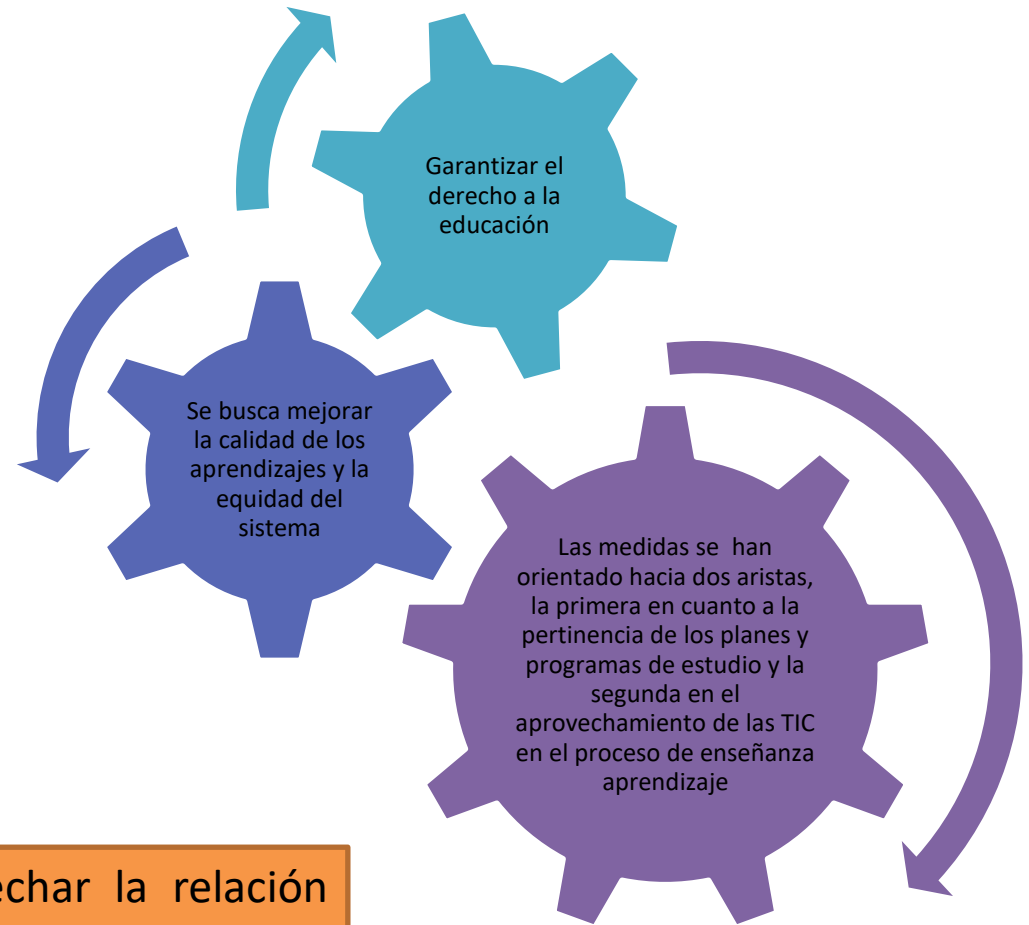 Garantizar el
derecho a la
educación
Se busca mejorar
la calidad de los
aprendizajes y la
equidad del
sistema
Las medidas se  han
orientado hacia dos aristas,
la primera en cuanto a la
pertinencia de los planes y
programas de estudio y la
segunda en el
aprovechamiento de las TIC
en el proceso de enseñanza
aprendizaje
la relación